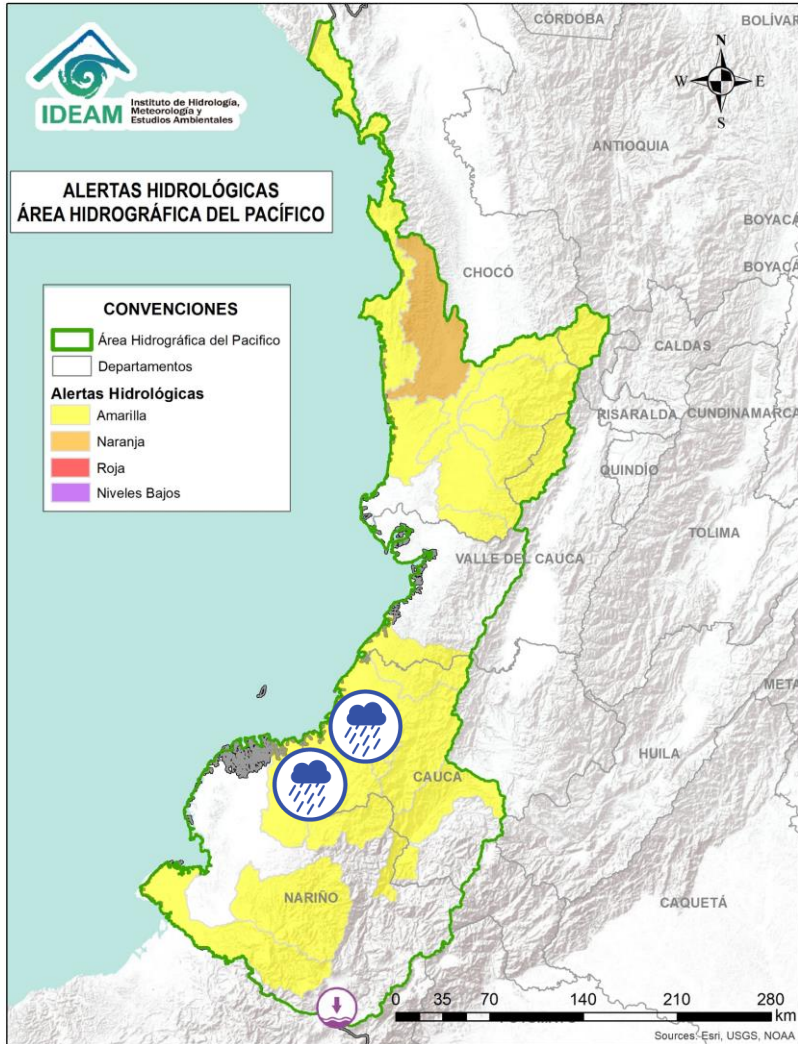 IDEAM
Instituto de Hidrología,
Meteorología y
Estudios Ambientales
CÓRDOBA
BOLÍVAR
N
W
E
S
ANTIOQUIA
ALERTAS HIDROLÓGICAS
ÁREA HIDROGRÁFICA DEL PACÍFICO
BOYACÁ
BOYACÁ
CHOCÓ
CONVENCIONES
Área Hidrográfica del Pacífico
Departamentos
Alertas Hidrológicas
Amarilla
Naranja
Roja
Niveles Bajos
CALDAS
RISARALDA
CUNDINAMARCA
QUINDÍO
TOLIMA
VALLE DEL CAUCA
META
HUILA
CAUCA
NARIÑO
CAQUETÁ
0 35 70 140 210 280
km
Sources: Esri, USGS, NOAA